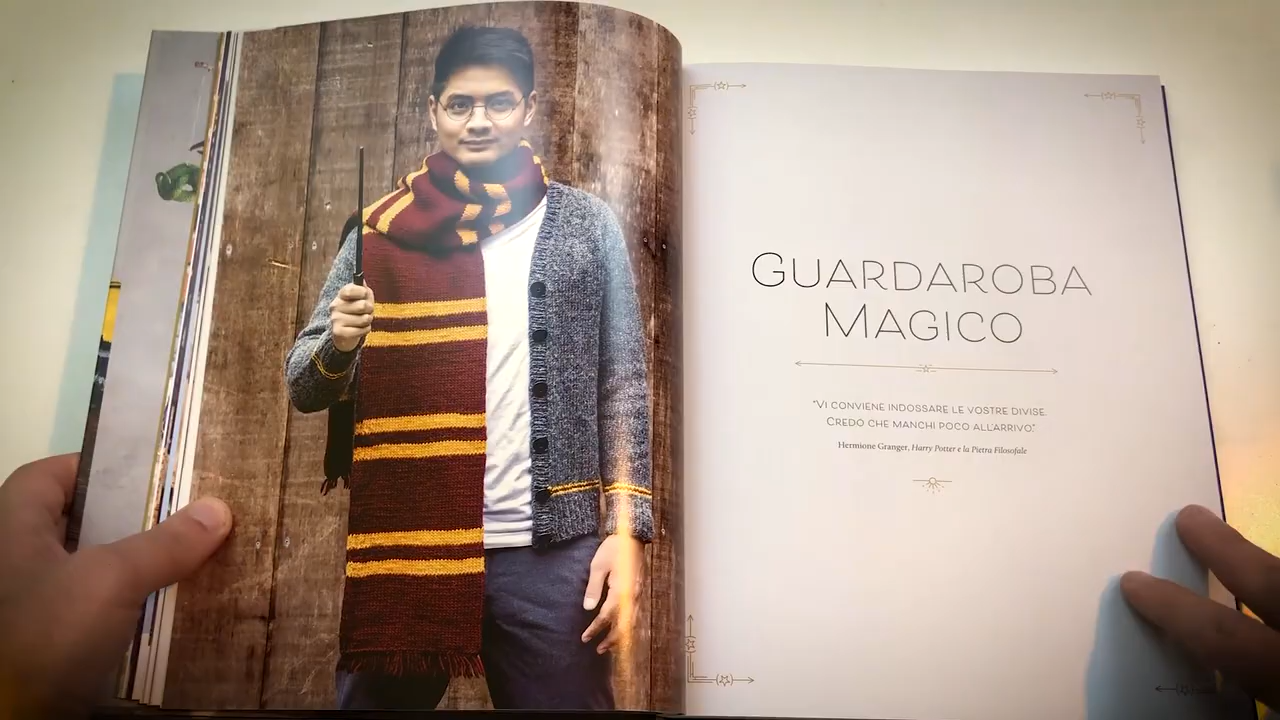 GUARDAROBA
MAGICO
"VI CONVIENE INDOSSARE LE VOSTRE DIVISE.
CREDO CHE MANCHI POCO ALL'ARRIVO."
Hermione Granger, Harry Potter e la Pietra Filosofale